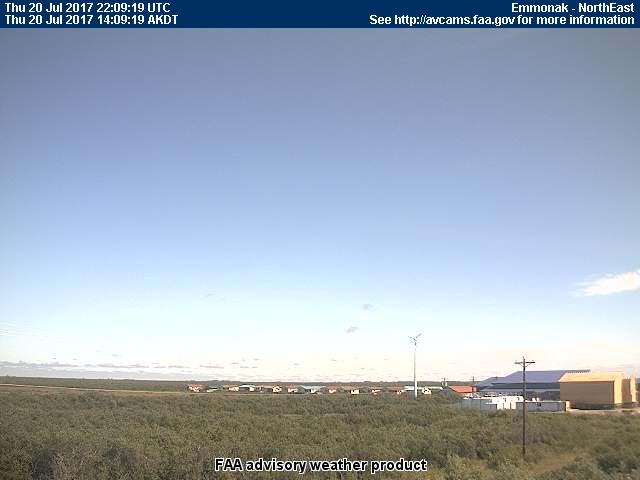 Thu 20 Jul 2017 22:09:19 UTC
Emmonak - NorthEast
Thu 20 Jul 2017 14:09:19 AKDT
See http://avcams.faa.gov for more information
FAA advisory weather product